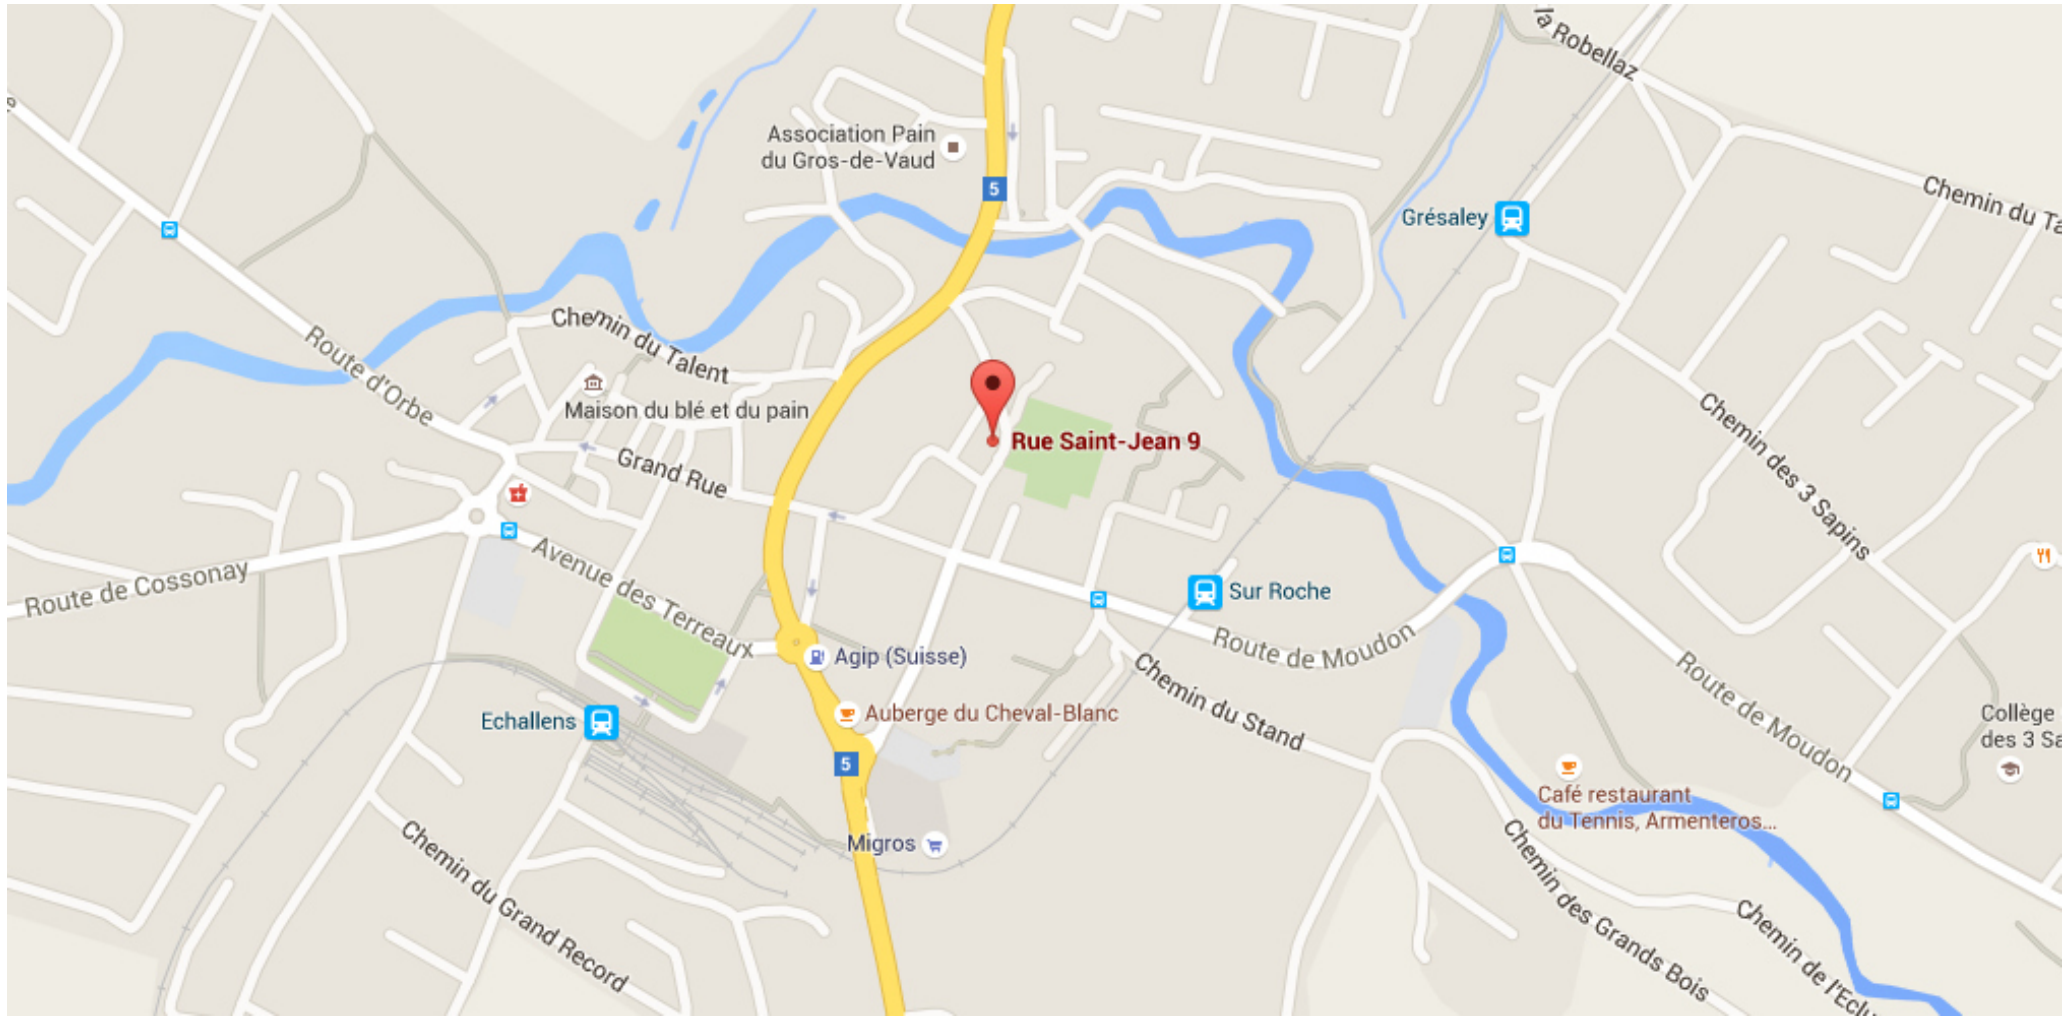 la Robellaz
Association Pain
du Gros-de-Vaud
5
Chemin du Ta
Grésaley
Chemin du Talent
Route d'Orbe
Maison du blé et du pain
Rue Saint-Jean 9
Chemin des 3 Sapins
Grand Rue
Avenue des Terreaux
Route de Cossonay
Sur Roche
Route de Moudon
Agip (Suisse)
Chemin du Stand
Route de Moudon
Auberge du Cheval-Blanc
Echallens
Collège
des 3 Sa
5
Café restaurant
du Tennis, Armenteros...
Migros
Chemin du Grand Record
Chemin des Grands Bois
Chemin de l'Eclu